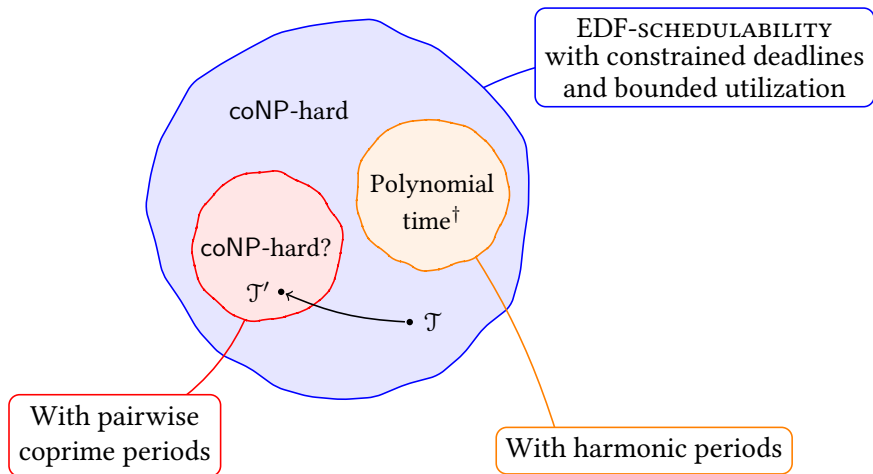 EDF-SCHEDULABILITY
with constrained deadlines
and bounded utilization
coNP-hard
Polynomial
time†
coNP-hard?
𝒯′
𝒯
With pairwise
coprime periods
With harmonic periods